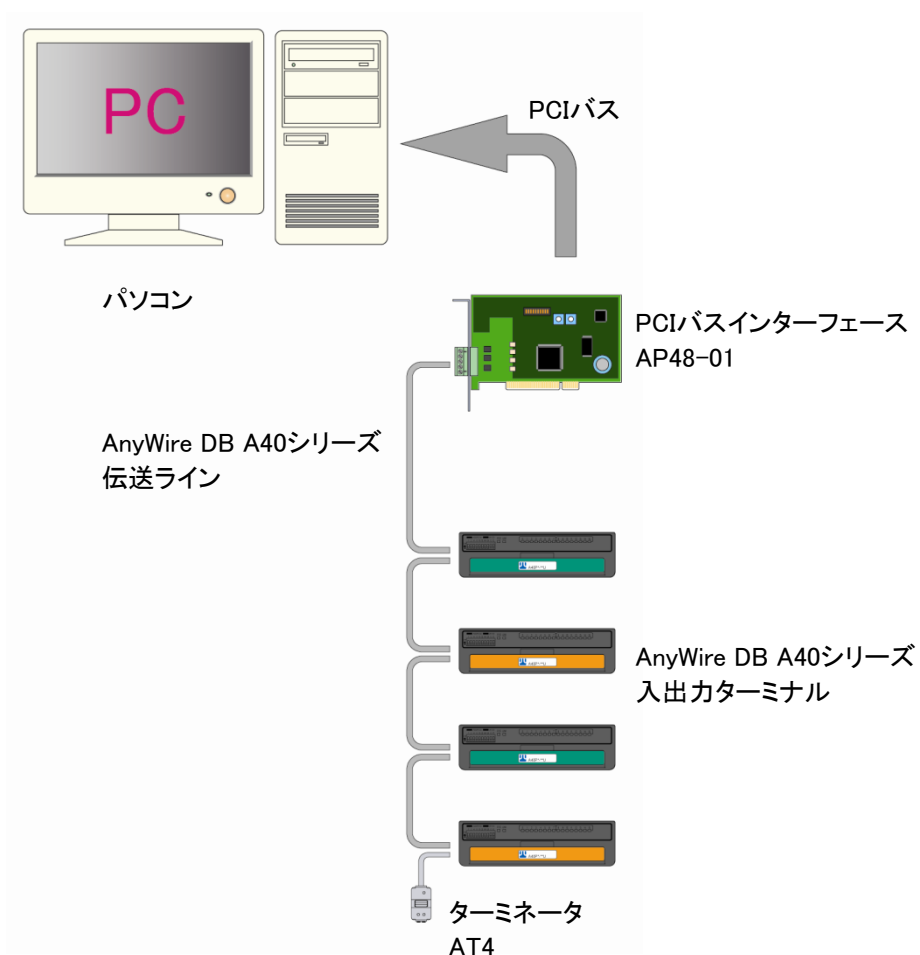 PC
PCIバス
パソコン
PCIバスインターフェース
AP48-01
AnyWire DB A40シリーズ
伝送ライン
AnyWire DB A40シリーズ
入出力ターミナル
ターミネータ
AT4